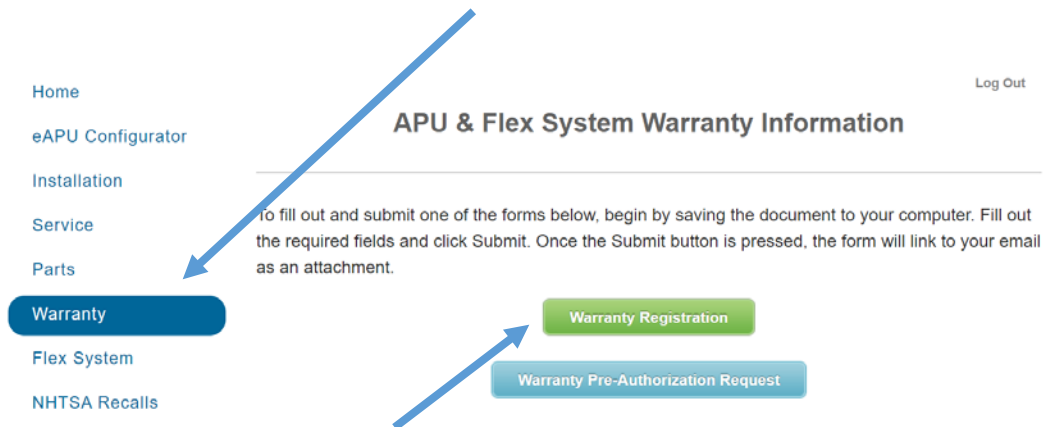 Log Out
Home
eAPU Configurator
Installation
Service
Parts
Warranty
Flex System
NHTSA Recalls
APU & Flex System Warranty Information
To fill out and submit one of the forms below, begin by saving the document to your computer. Fill out
the required fields and click Submit. Once the Submit button is pressed, the form will link to your email
as an attachment.
Warranty Registration
Warranty Pre-Authorization Request